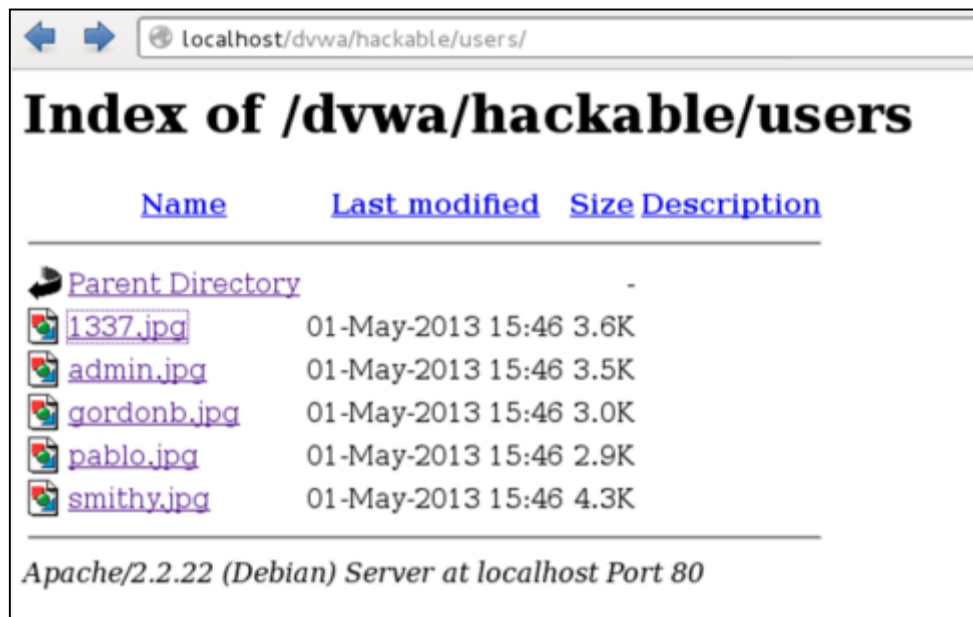 localhost/dvwa/hackable/users/
Index of /dvwa/hackable/users
Name Last modified Size Description
Parent Directory -
1337.jpg 01-May-2013 15:46 3.6K
admin.jpg 01-May-2013 15:46 3.5K
gordonb.jpg 01-May-2013 15:46 3.0K
pablo.jpg 01-May-2013 15:46 2.9K
smithy.jpg 01-May-2013 15:46 4.3K
Apache/2.2.22 (Debian) Server at localhost Port 80